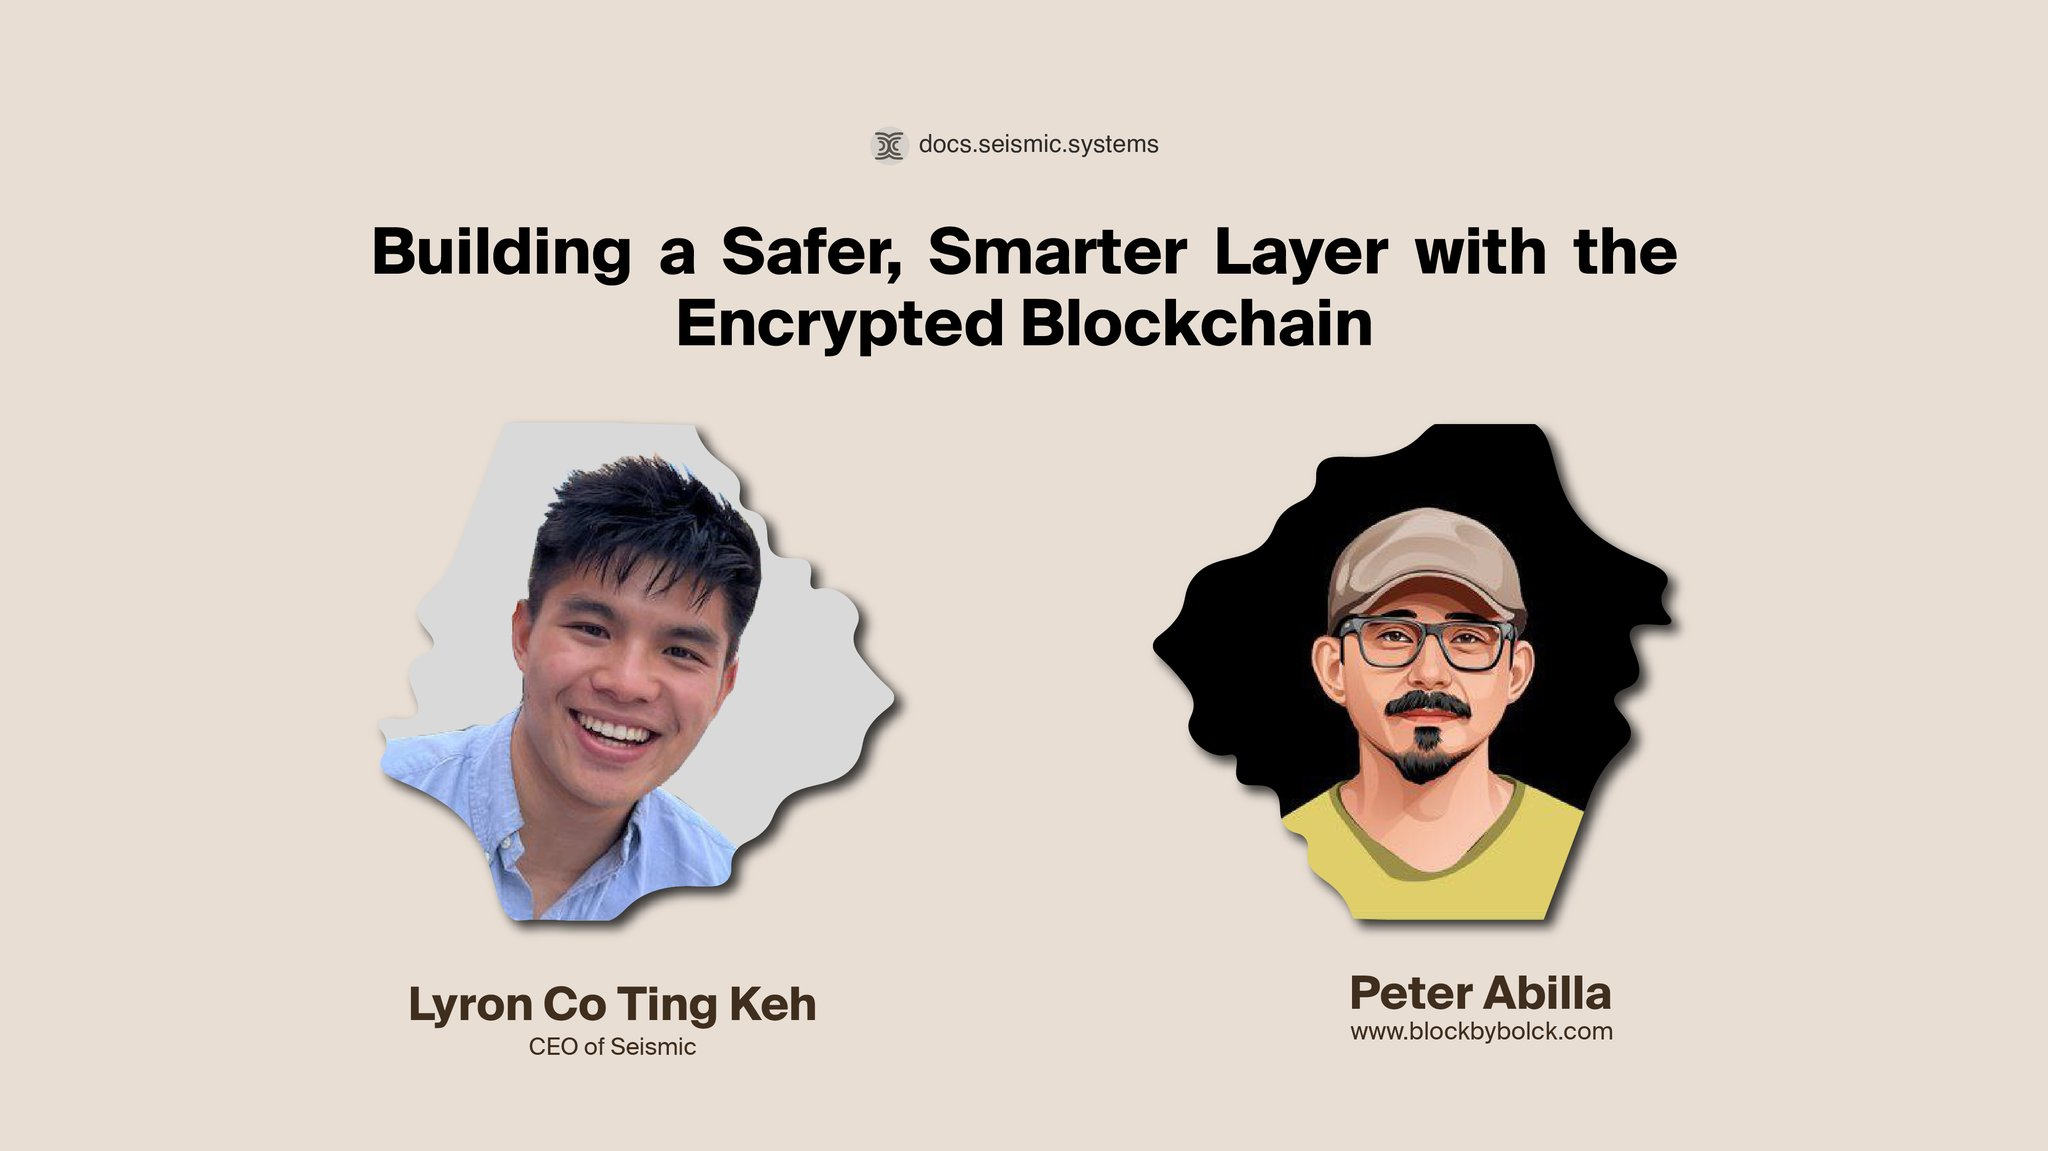 docs.seismic.systems
Building a Safer, Smarter Layer with the
Encrypted Blockchain
Lyron Co Ting Keh
CEO of Seismic
Peter Abilla
www.blockbybolck.com